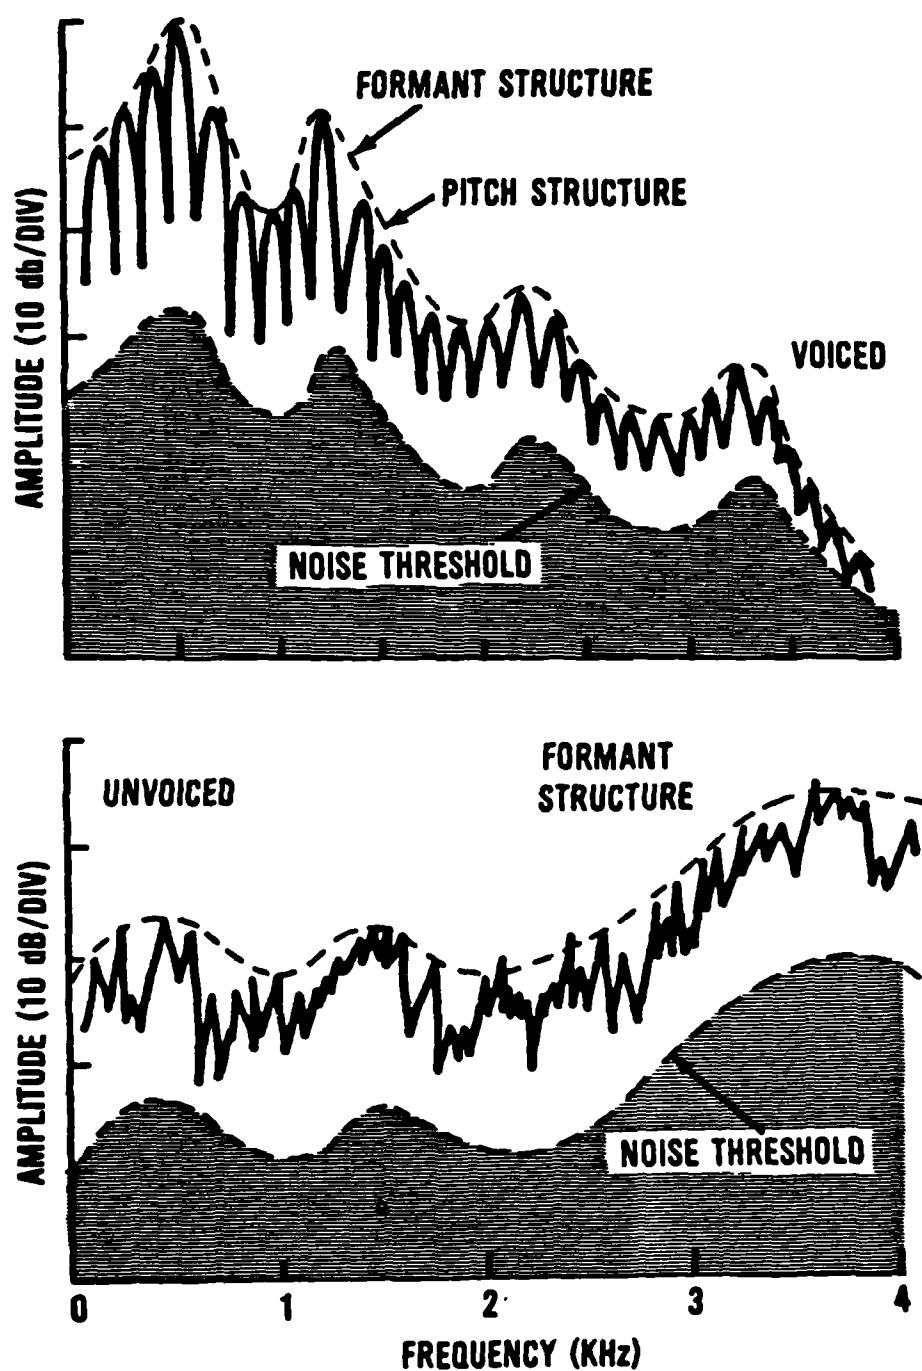 FORMANT STRUCTURE
PITCH STRUCTURE
VOICED
NOISE THRESHOLD
AMPLITUDE (10 db/DIV)
UNVOICED
FORMANT
STRUCTURE
NOISE THRESHOLD
AMPLITUDE (10 dB/DIV)
0 1 2 3 4
FREQUENCY (KHz)